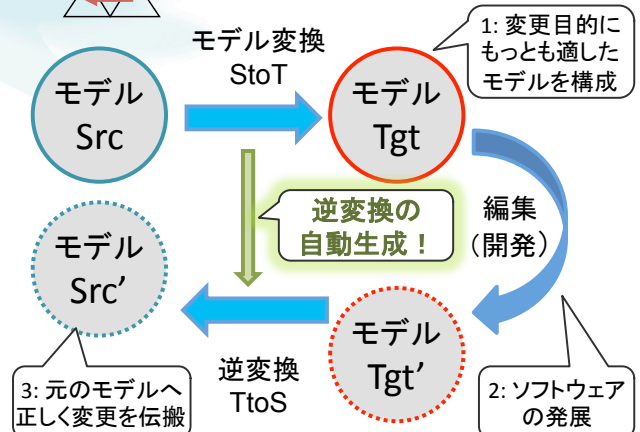 モデル変換
StoT
1: 変更目的に
もっとも適した
モデルを構成
モデル
Src
モデル
Tgt
逆変換の
自動生成！
編集
(開発)
モデル
Src’
モデル
Tgt’
逆変換
TtoS
3: 元のモデルへ
正しく変更を伝搬
2: ソフトウェア
の発展